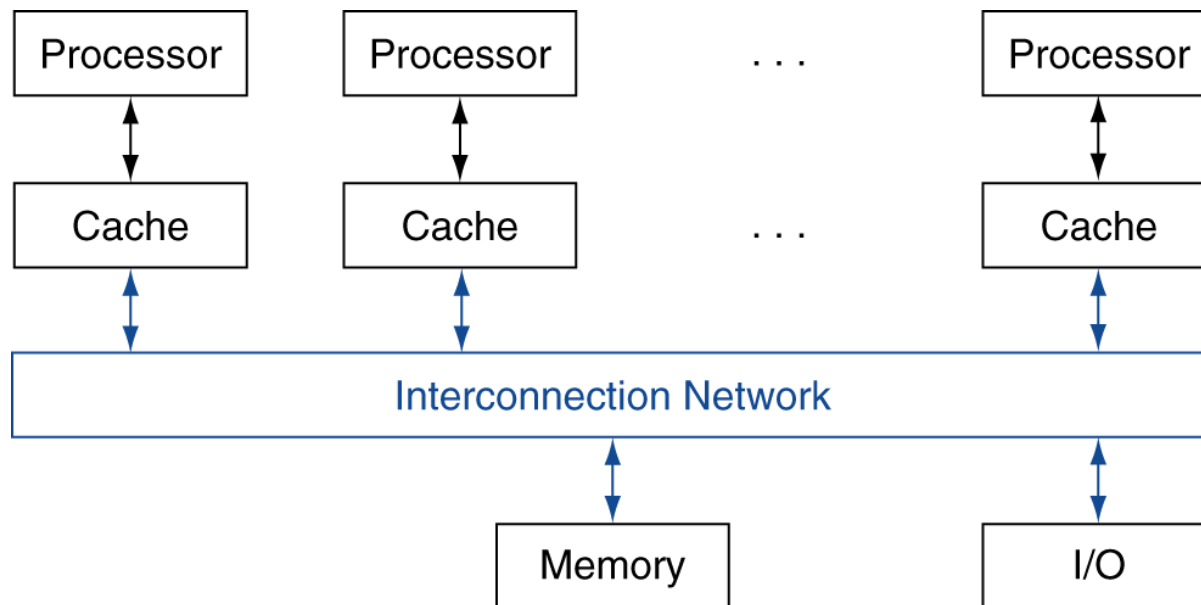 Processor Processor . . . Processor
Cache Cache . . . Cache
Interconnection Network
Memory I/O